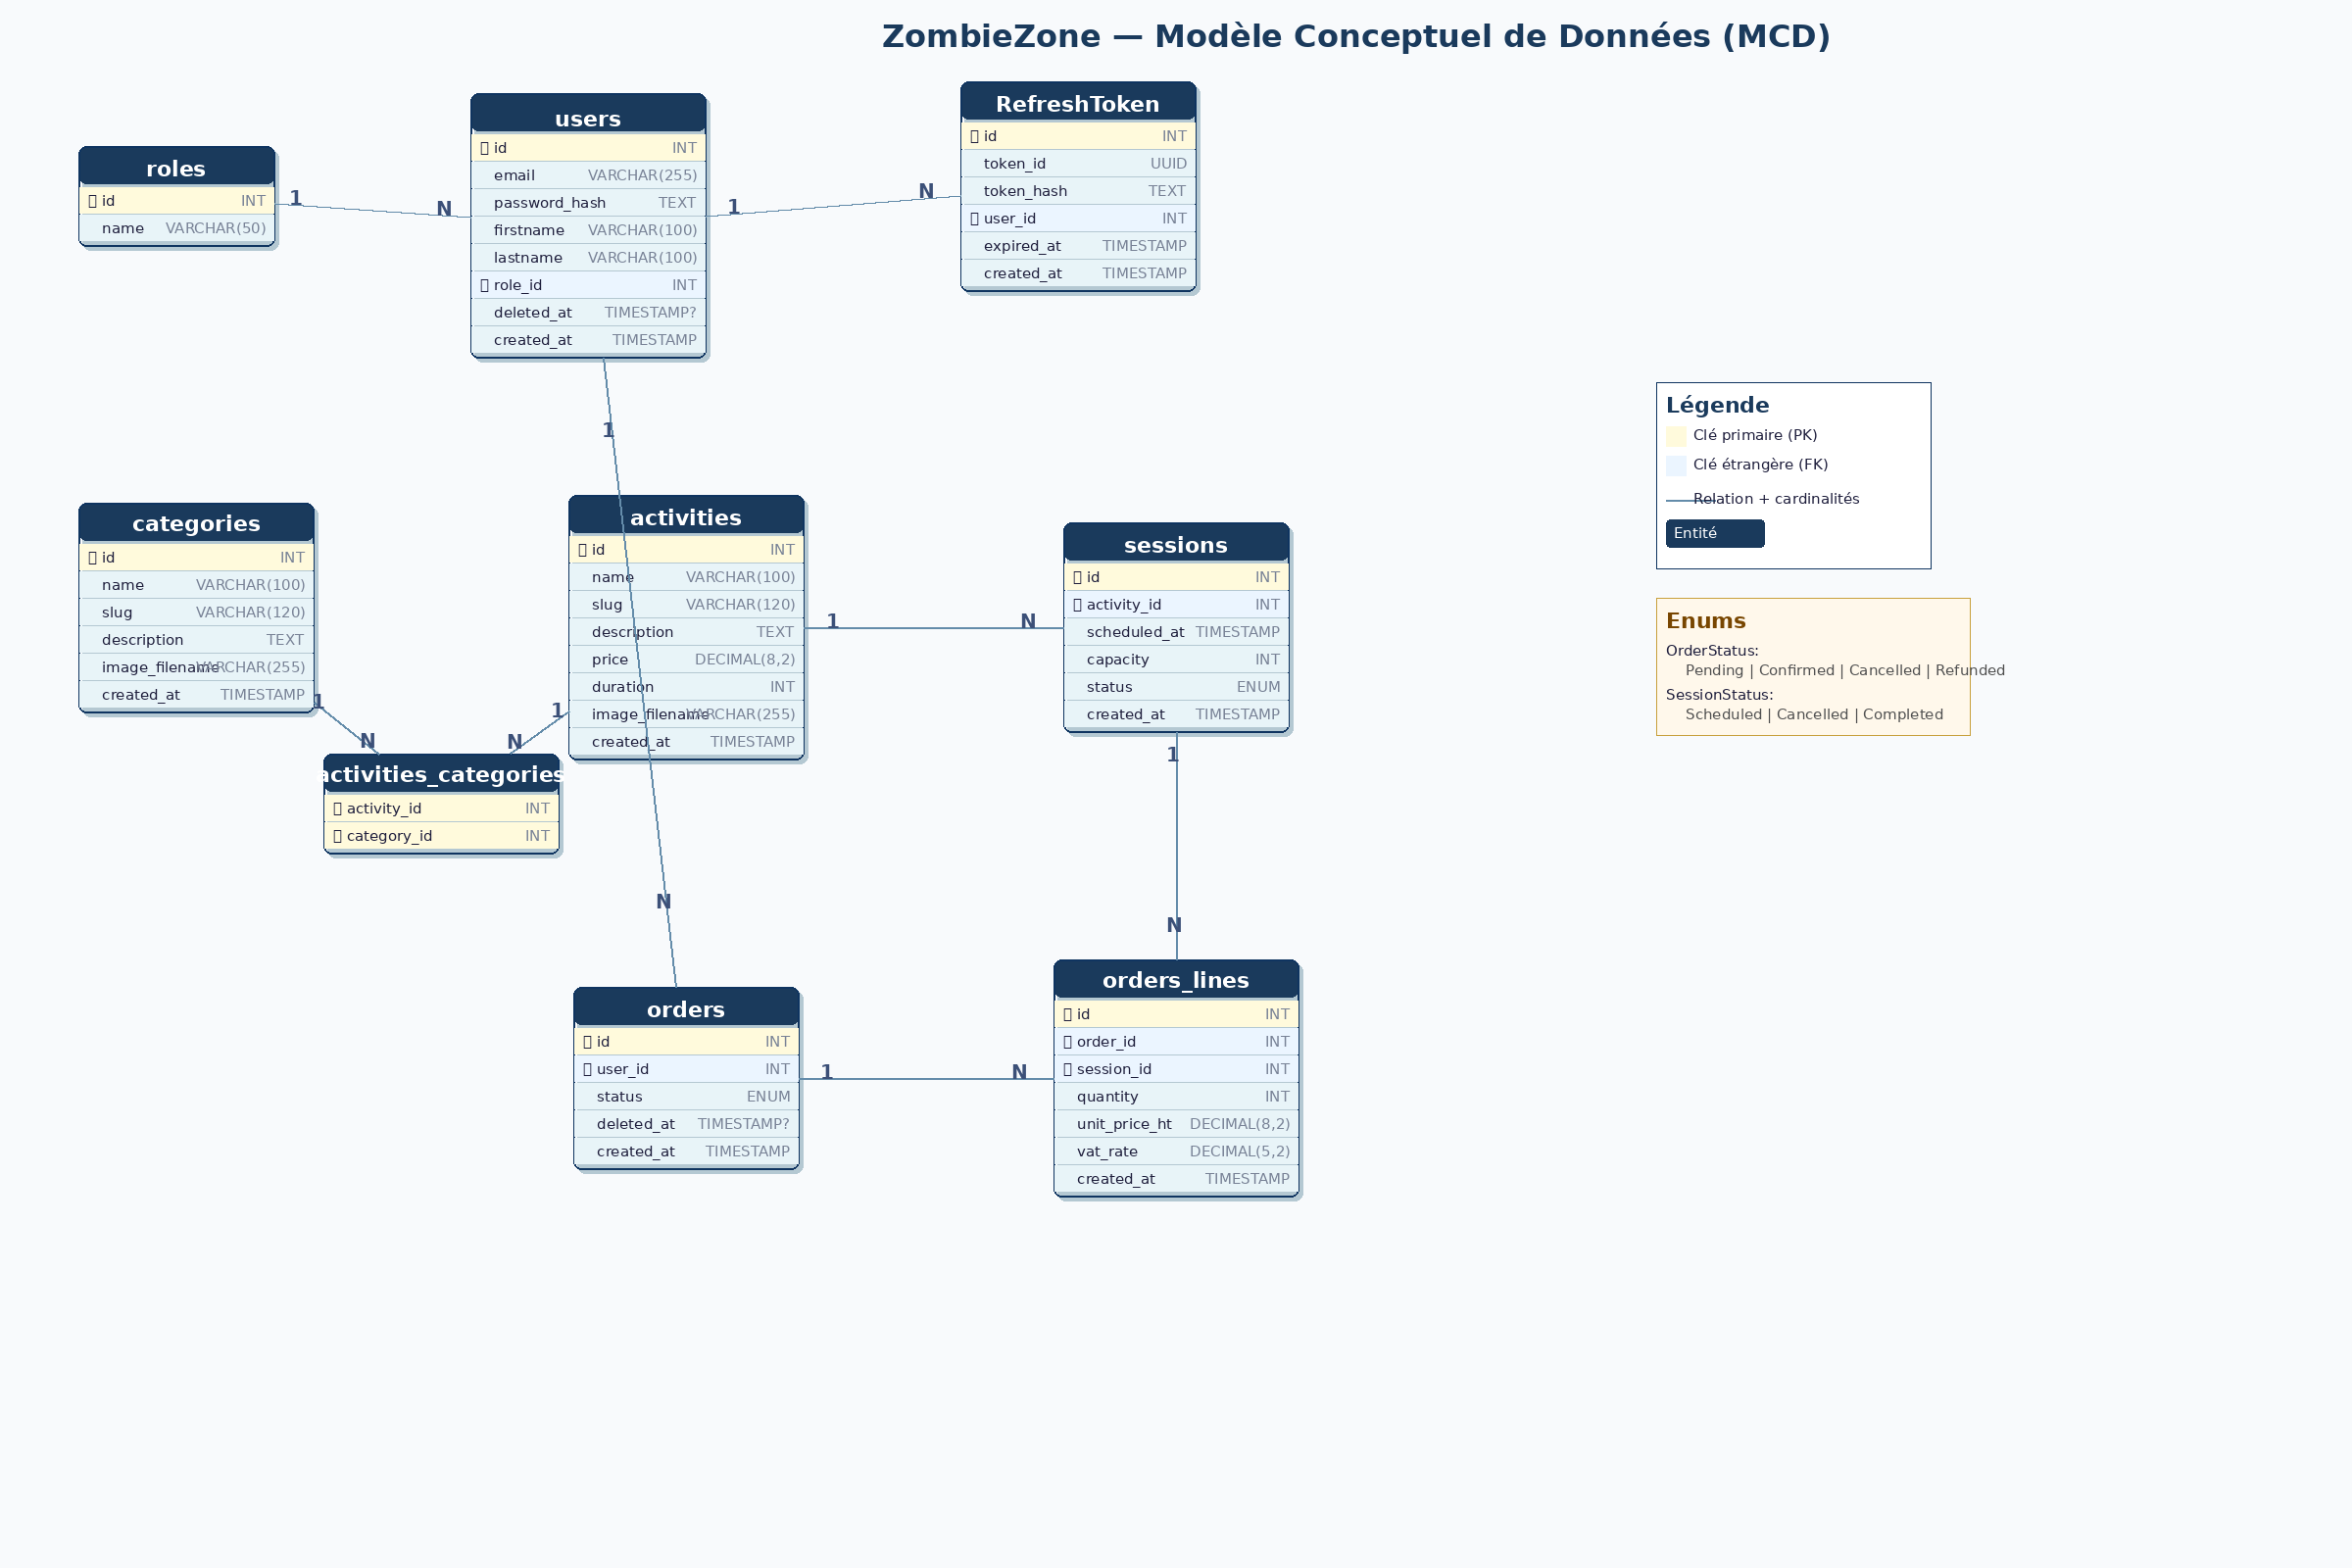 ZombieZone — Modèle Conceptuel de Données (MCD)
roles
id INT
name VARCHAR(50)
1 N
users
id INT
email VARCHAR(255)
password_hash TEXT
firstname VARCHAR(100)
lastname VARCHAR(100)
role_id INT
deleted_at TIMESTAMP?
created_at TIMESTAMP
1 N
RefreshToken
id INT
token_id UUID
token_hash TEXT
user_id INT
expired_at TIMESTAMP
created_at TIMESTAMP
1
N
categories
id INT
name VARCHAR(100)
slug VARCHAR(120)
description TEXT
image_filename VARCHAR(255)
created_at TIMESTAMP
1
N
activities
id INT
name VARCHAR(100)
slug VARCHAR(120)
description TEXT
price DECIMAL(8,2)
duration INT
image_filename VARCHAR(255)
created_at TIMESTAMP
1
N
activities_categories
activity_id INT
category_id INT
1 N
sessions
id INT
activity_id INT
scheduled_at TIMESTAMP
capacity INT
status ENUM
created_at TIMESTAMP
1
N
orders
id INT
user_id INT
status ENUM
deleted_at TIMESTAMP?
created_at TIMESTAMP
1 N
orders_lines
id INT
order_id INT
session_id INT
quantity INT
unit_price_ht DECIMAL(8,2)
vat_rate DECIMAL(5,2)
created_at TIMESTAMP
Légende
Clé primaire (PK)
Clé étrangère (FK)
Relation + cardinalités
Entité
Enums
OrderStatus:
Pending | Confirmed | Cancelled | Refunded
SessionStatus:
Scheduled | Cancelled | Completed